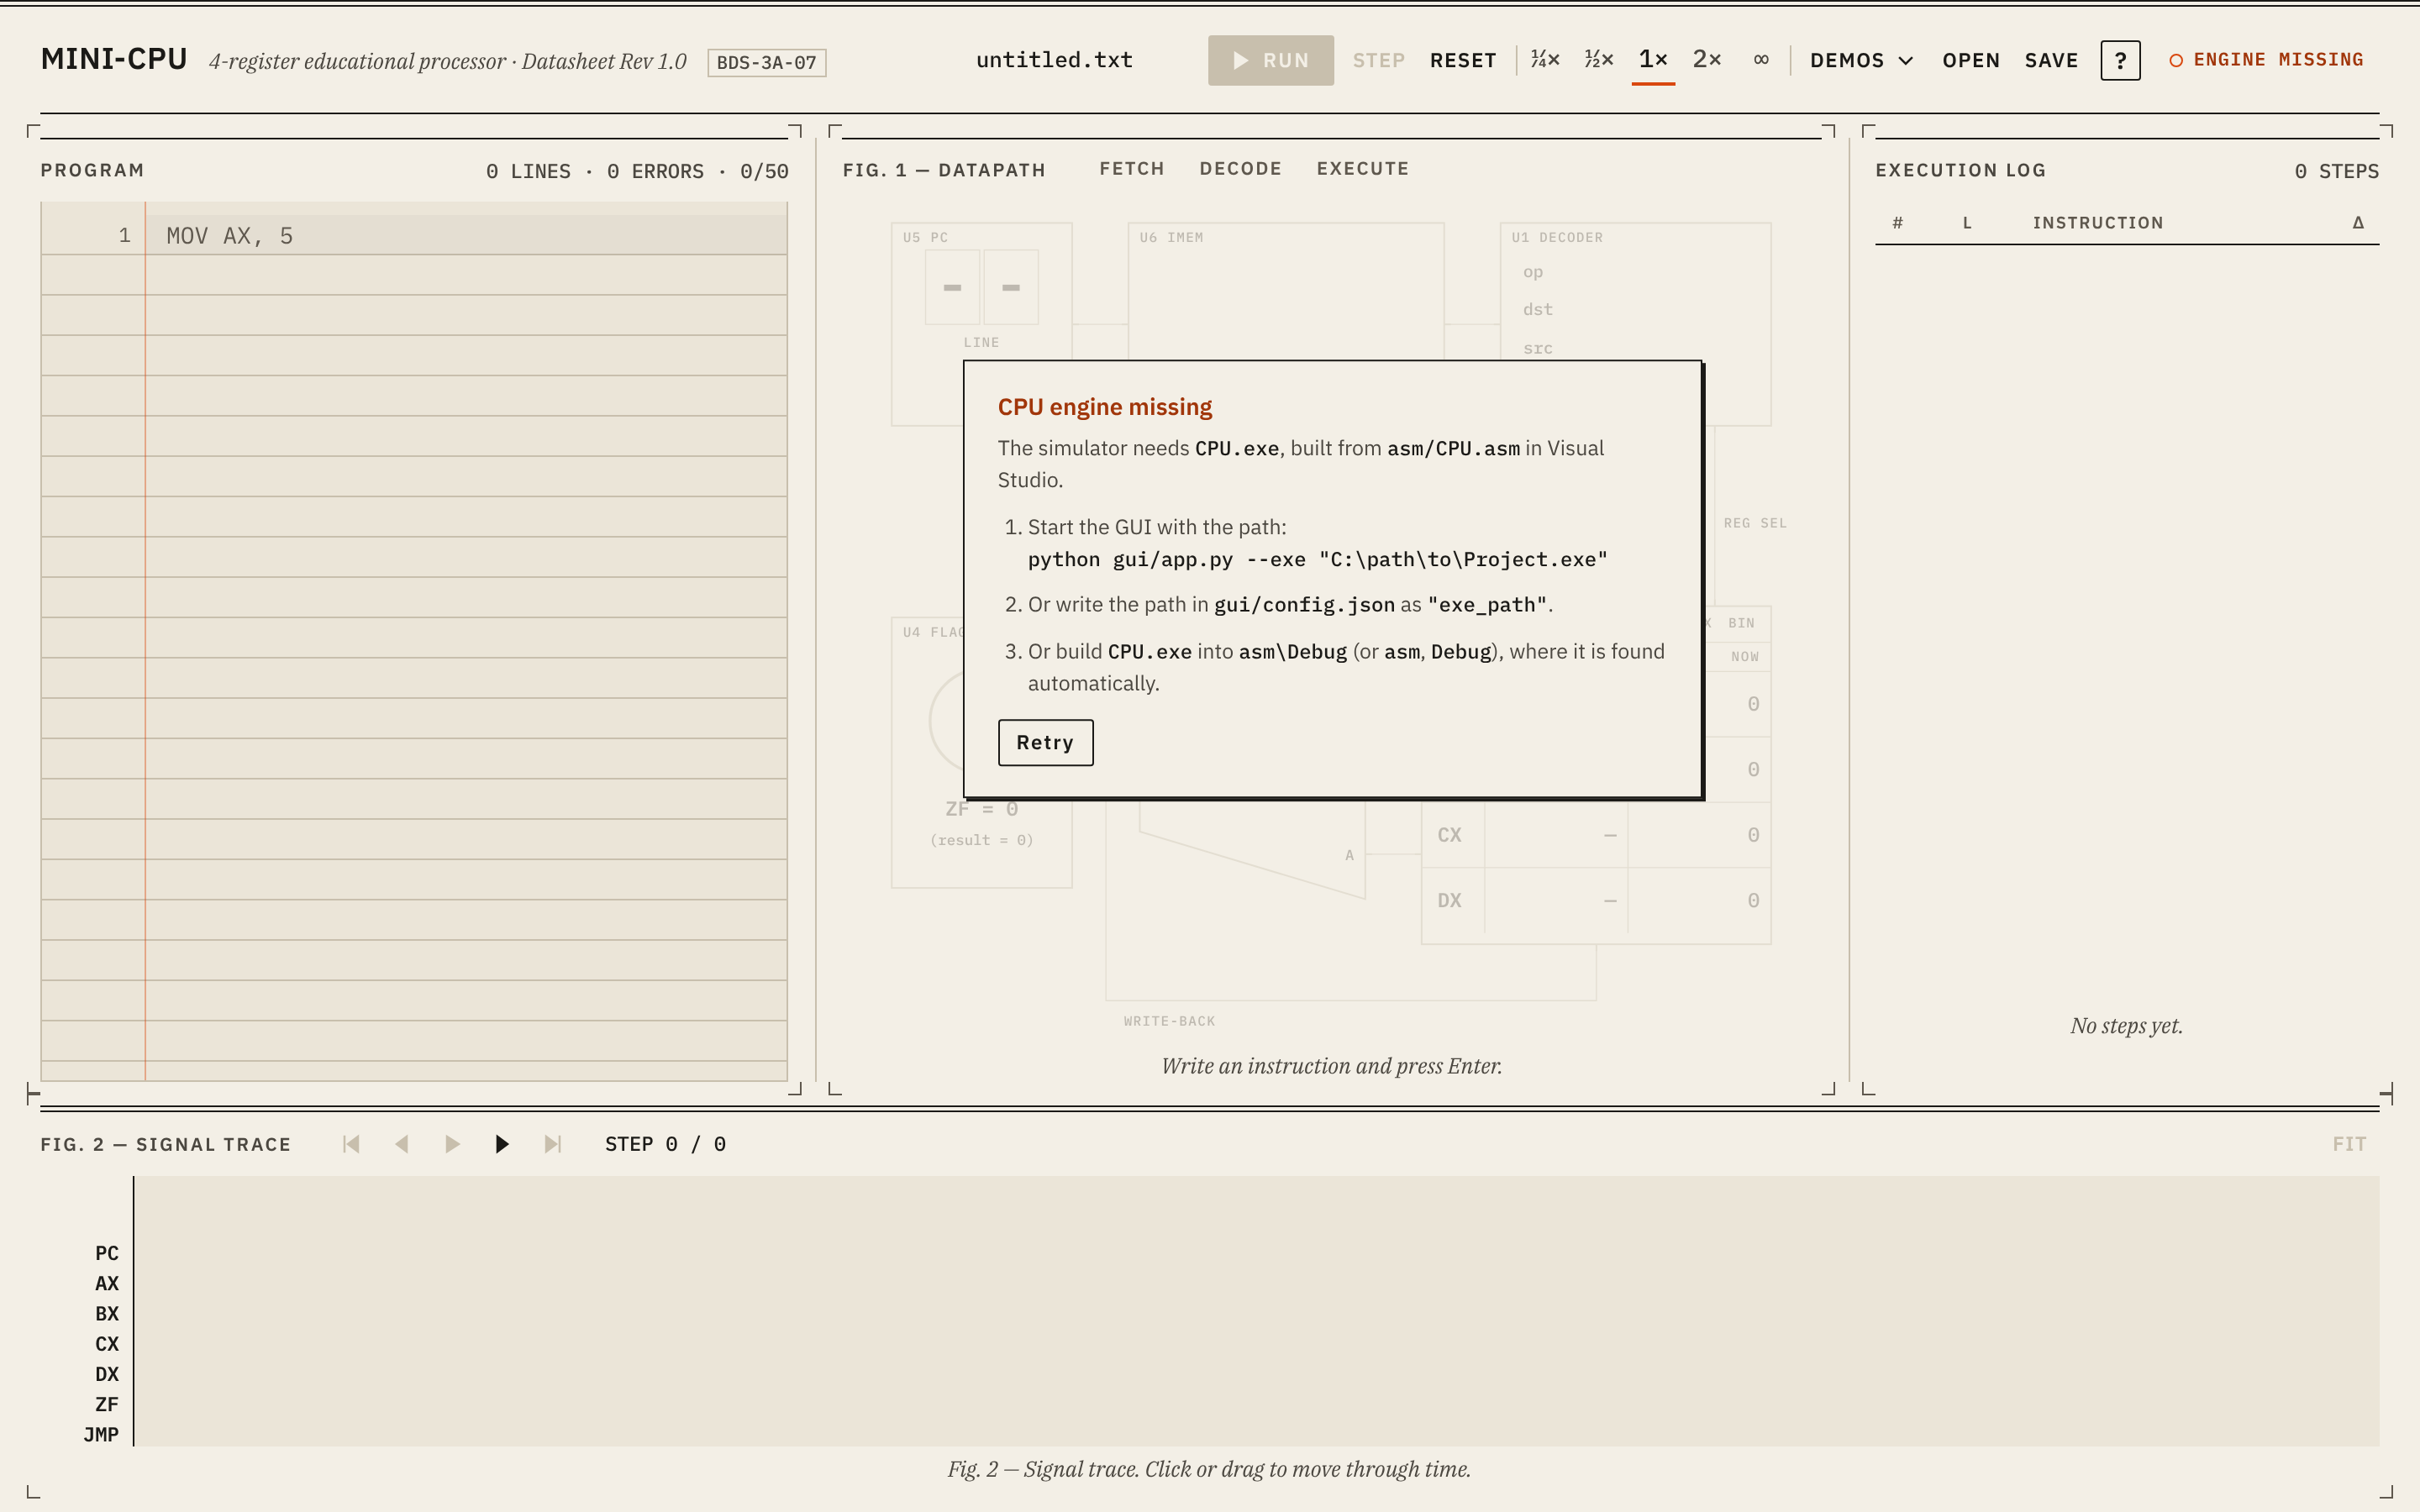 MINI-CPU 4-register educational processor · Datasheet Rev 1.0 BDS-3A-07 untitled.txt RUN STEP RESET ¼× ½× 1× 2× ∞ DEMOS OPEN SAVE ? ENGINE MISSING
PROGRAM 0 LINES · 0 ERRORS · 0/50
1 MOV AX, 5
FIG. 1 — DATAPATH FETCH DECODE EXECUTE
U5 PC U6 IMEM U1 DECODER
– – op
dst
LINE src
CPU engine missing
The simulator needs CPU.exe, built from asm/CPU.asm in Visual
Studio.
1. Start the GUI with the path:
python gui/app.py --exe "C:\path\to\Project.exe"
2. Or write the path in gui/config.json as "exe_path".
3. Or build CPU.exe into asm\Debug (or asm, Debug), where it is found
automatically.
Retry
REG SEL
U4 FLAG
X BIN
NOW
0
0
ZF = 0
(result = 0)
A
CX – 0
DX – 0
WRITE-BACK
Write an instruction and press Enter.
EXECUTION LOG 0 STEPS
# L INSTRUCTION Δ
No steps yet.
FIG. 2 — SIGNAL TRACE STEP 0 / 0 FIT
PC
AX
BX
CX
DX
ZF
JMP
Fig. 2 — Signal trace. Click or drag to move through time.